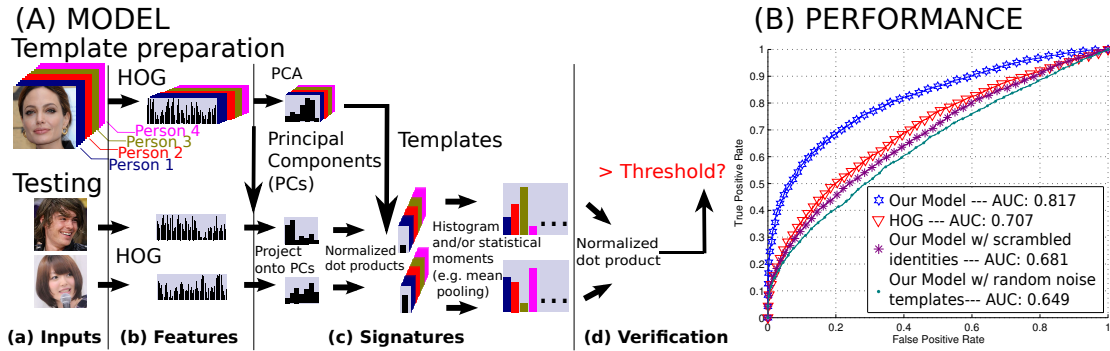 (A) MODEL
Template preparation
HOG
PCA
Person 4
Person 3
Person 2
Person 1
Principal
Components
(PCs)
Templates
Testing
HOG
Project
onto PCs
Normalized
dot products
Histogram
and/or statistical
moments
(e.g. mean
pooling)
...
...
Normalized
dot product
> Threshold?
(a) Inputs
(b) Features
(c) Signatures
(d) Verification
(B) PERFORMANCE
True Positive Rate
1
0.9
0.8
0.7
0.6
0.5
0.4
0.3
0.2
0.1
0
0
0.2
0.4
0.6
0.8
1
False Positive Rate
Our Model --- AUC: 0.817
HOG --- AUC: 0.707
Our Model w/ scrambled
identities --- AUC: 0.681
Our Model w/ random noise
templates--- AUC: 0.649